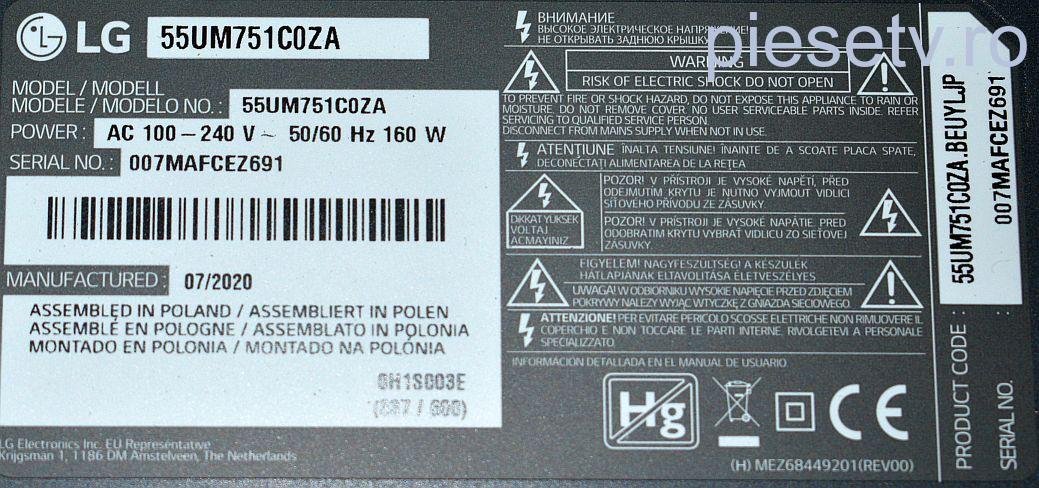 LG 55UM751C0ZA
MODEL / MODELL
MODELE / MODELO NO. : 55UM751C0ZA
POWER : AC 100 – 240 V ~ 50/60 Hz 160 W
SERIAL NO. : 007MAFCEZ691
MANUFACTURED : 07/2020
ASSEMBLED IN POLAND / ASSEMBLIERT IN POLEN
ASSEMBLÉ EN POLOGNE / ASSEMBLATO IN POLONIA
MONTADO EN POLONIA / MONTADO NA POLÓNIA
LG Electronics Inc. EU Representative
Krijgsman 1, 1186 DM Amstelveen, The Netherlands
ВНИМАНИЕ
ВЫСОКОЕ ЭЛЕКТРИЧЕСКОЕ НАПРЯЖЕНИЕ!
НЕ ОТКРЫВАТЬ ЗАДНЮЮ КРЫШКУ
piesetv.ro
WARNING
RISK OF ELECTRIC SHOCK DO NOT OPEN
TO PREVENT FIRE OR SHOCK HAZARD, DO NOT EXPOSE THIS APPLIANCE TO RAIN OR
MOISTURE. DO NOT REMOVE COVER. NO USER SERVICEABLE PARTS INSIDE. REFER
SERVICING TO QUALIFIED SERVICE PERSON.
DISCONNECT FROM MAINS SUPPLY WHEN NOT IN USE.
ATENȚIUNE ÎNALTA TENSIUNE! ÎNAINTE DE A SCOATE PLACA SPATE,
DECONECTAȚI ALIMENTAREA DE LA REȚEA
DIKKAT YUKSEK
VOLTAJ
ACMAYINIZ
POZOR! V PŘÍSTROJI JE VYSOKÉ NAPĚTÍ, PŘED
ODEJMUTIM KRYTU JE NUTNO VYJMOUT VIDLICI
SÍŤOVÉHO PŘÍVODU ZE ZÁSUVKY.
POZOR! V PRÍSTROJI JE VYSOKÉ NAPÄTIE. PRED
ODOBRATIM KRYTU VYBRAŤ VIDLICU ZO SIEŤOVEJ
ZÁSUVKY.
FIGYELEM! NAGYFESZÜLTSÉG! A KÉSZÜLÉK
HÁTLAPJÁNAK ELTAVOLÍTÁSA ÉLETVESZÉLYES
UWAGA! W ODBIORNIKU WYSOKIE NAPIĘCIE PRZED ZDJĘCIEM
POKRYWY NALEŻY WYJĄĆ WTYCZKĘ Z GNIAZDA SIECIOWEGO.
ATTENZIONE! PER EVITARE PERICOLO SCOSSE ELETTRICHE NON RIMUOVERE IL
COPERCHIO E NON TOCCARE LE PARTI INTERNE. RIVOLGETEVI A PERSONALE
SPECIALIZZATO.
INFORMACIÓN DETALLADA EN EL MANUAL DE USUARIO
Hg CE
(H) MEZ68449201(REV00)
PRODUCT CODE : 55UM751C0ZA.BEUYLJP
SERIAL NO. : 007MAFCEZ691